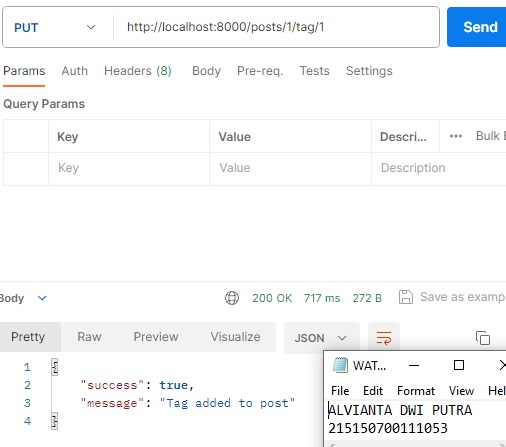 PUT http://localhost:8000/posts/1/tag/1 Send
Params Auth Headers (8) Body Pre-req. Tests Settings
Query Params
Key Value Descri... Bulk E
Key Value Description
Body 200 OK 717 ms 272 B Save as examp
Pretty Raw Preview Visualize JSON
1 {
2 "success": true,
3 "message": "Tag added to post"
4 }
WAT...
File Edit Format View Hel
ALVIANTA DWI PUTRA
215150700111053